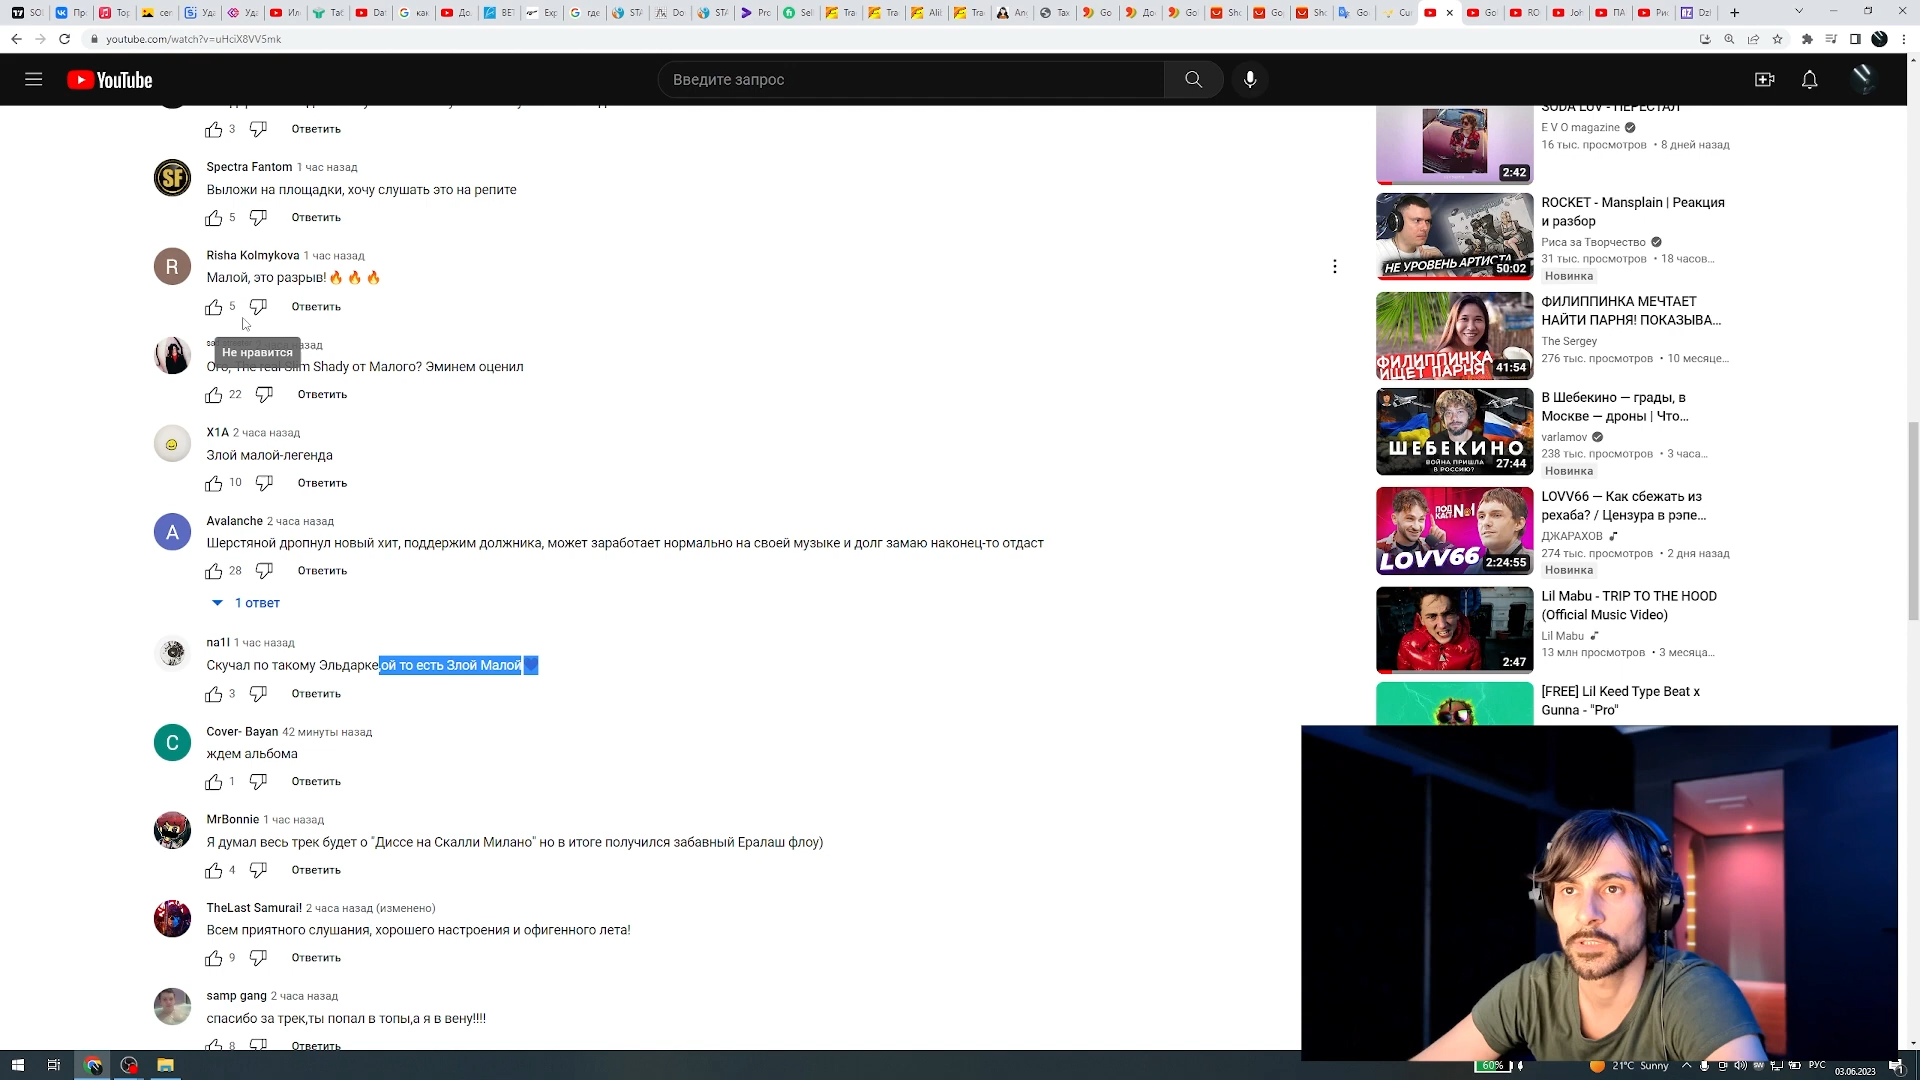 youtube.com/watch?v=uHciX8VV5mk
YouTube
Введите запрос
3
Ответить
Spectra Fantom 1 час назад
Выложи на площадки, хочу слушать это на репите
5
Ответить
Risha Kolmykova 1 час назад
Малой, это разрыв!🔥 🔥 🔥
5
Ответить
Не нравится
The real Slim Shady от Малого? Эминем оценил
22
Ответить
X1A 2 часа назад
Злой малой-легенда
10
Ответить
Avalanche 2 часа назад
Шерстяной дропнул новый хит, поддержим должника, может заработает нормально на своей музыке и долг замаю наконец-то отдаст
28
Ответить
1 ответ
na1l 1 час назад
Скучал по такому Эльдарке,ой то есть Злой Малой💙
3
Ответить
Cover- Bayan 42 минуты назад
ждем альбома
1
Ответить
MrBonnie 1 час назад
Я думал весь трек будет о "Диссе на Скалли Милано" но в итоге получился забавный Ералаш флоу)
4
Ответить
TheLast Samurai! 2 часа назад (изменено)
Всем приятного слушания, хорошего настроения и офигенного лета!
9
Ответить
samp gang 2 часа назад
спасибо за трек,ты попал в топы,а я в вену!!!!
8
Ответить
SODA LUV - ПЕРЕСТАЛ
E V O magazine
16 тыс. просмотров • 8 дней назад
2:42
ROCKET - Mansplain | Реакция
и разбор
Риса за Творчество
31 тыс. просмотров • 18 часов...
Новинка
НЕ УРОВЕНЬ АРТИСТА
50:02
ФИЛИППИНКА МЕЧТАЕТ
НАЙТИ ПАРНЯ! ПОКАЗЫВА...
The Sergey
276 тыс. просмотров • 10 месяце...
ФИЛИППИНКА
ИЩЕТ ПАРНЯ
41:54
В Шебекино — грады, в
Москве — дроны | Что...
varlamov
238 тыс. просмотров • 3 часа...
Новинка
ШЕБЕКИНО
ВОЙНА ПРИШЛА
В РОССИЮ?
27:44
LOVV66 — Как сбежать из
рехаба? / Цензура в рэпе...
ДЖАРАХОВ
274 тыс. просмотров • 2 дня назад
Новинка
ПОДКАСТ №1
LOVV66
2:24:55
Lil Mabu - TRIP TO THE HOOD
(Official Music Video)
Lil Mabu
13 млн просмотров • 3 месяца...
2:47
[FREE] Lil Keed Type Beat x
Gunna - "Pro"
60%
21°C Sunny
РУС
03.06.2023